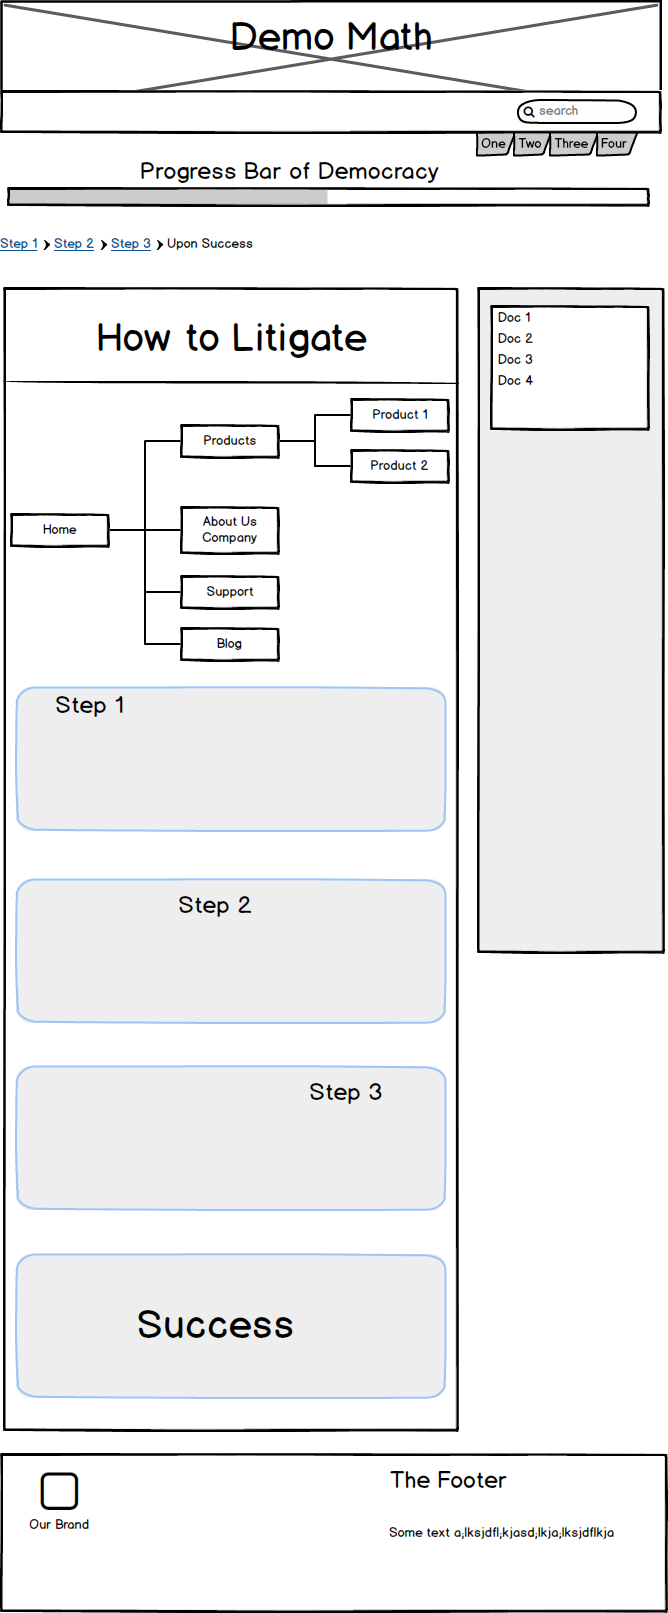 Demo Math
search
One Two Three Four
Progress Bar of Democracy
Step 1 Step 2 Step 3 Upon Success
How to Litigate
Doc 1
Doc 2
Doc 3
Doc 4
Product 1
Products
Product 2
About Us
Company
Home
Support
Blog
Step 1
Step 2
Step 3
Success
The Footer
Our Brand
Some text a;lksjdfl;kjasd;lkja;lksjdflkja